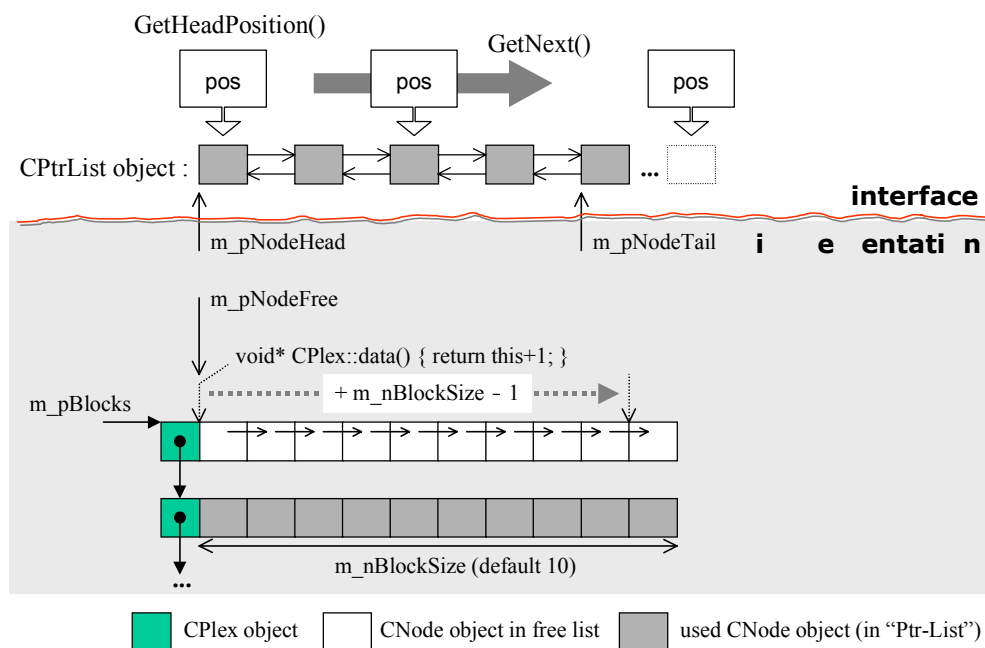 GetHeadPosition()
GetNext()
pos
pos
pos
CPtrList object :
...
interface
m_pNodeHead
m_pNodeTail
i e entati n
m_pNodeFree
void* CPlex::data() { return this+1; }
+ m_nBlockSize - 1
m_pBlocks
m_nBlockSize (default 10)
...
CPlex object
CNode object in free list
used CNode object (in “Ptr-List”)